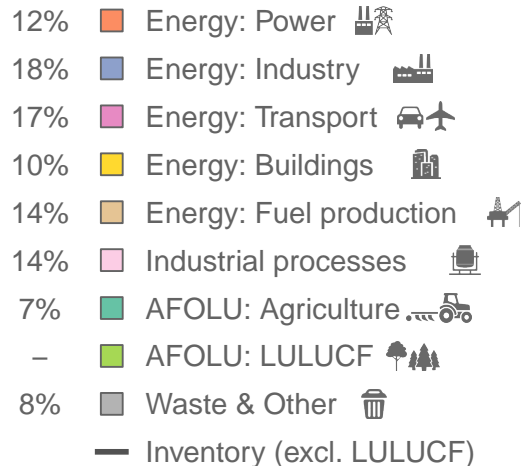 12% Energy: Power
18% Energy: Industry
17% Energy: Transport
10% Energy: Buildings
14% Energy: Fuel production
14% Industrial processes
7% AFOLU: Agriculture
– AFOLU: LULUCF
8% Waste & Other
Inventory (excl. LULUCF)